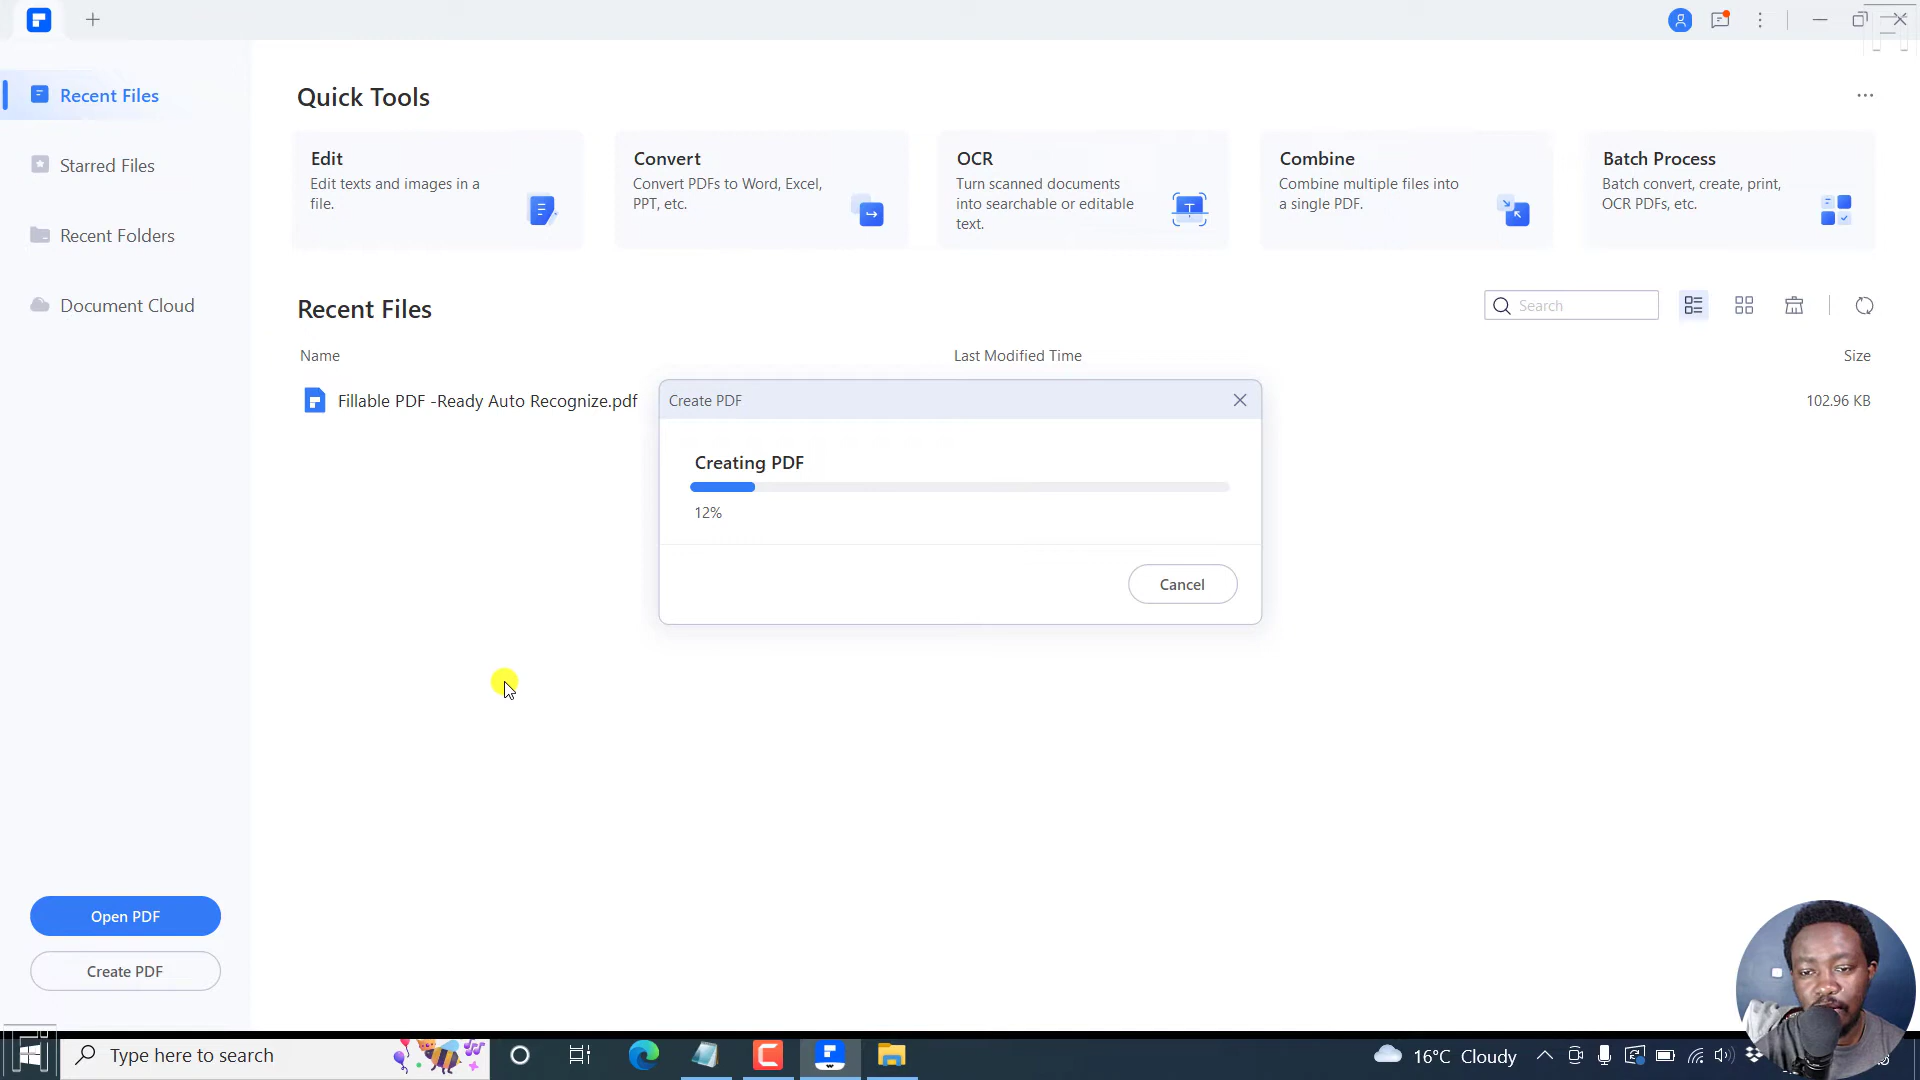 Recent Files
Starred Files
Recent Folders
Document Cloud
Open PDF
Create PDF
Quick Tools
Edit
Edit texts and images in a
file.
Convert
Convert PDFs to Word, Excel,
PPT, etc.
OCR
Turn scanned documents
into searchable or editable
text.
Combine
Combine multiple files into
a single PDF.
Batch Process
Batch convert, create, print,
OCR PDFs, etc.
Recent Files
Search
Name
Last Modified Time
Size
Fillable PDF -Ready Auto Recognize.pdf
102.96 KB
Create PDF
Creating PDF
12%
Cancel
Type here to search
16°C Cloudy